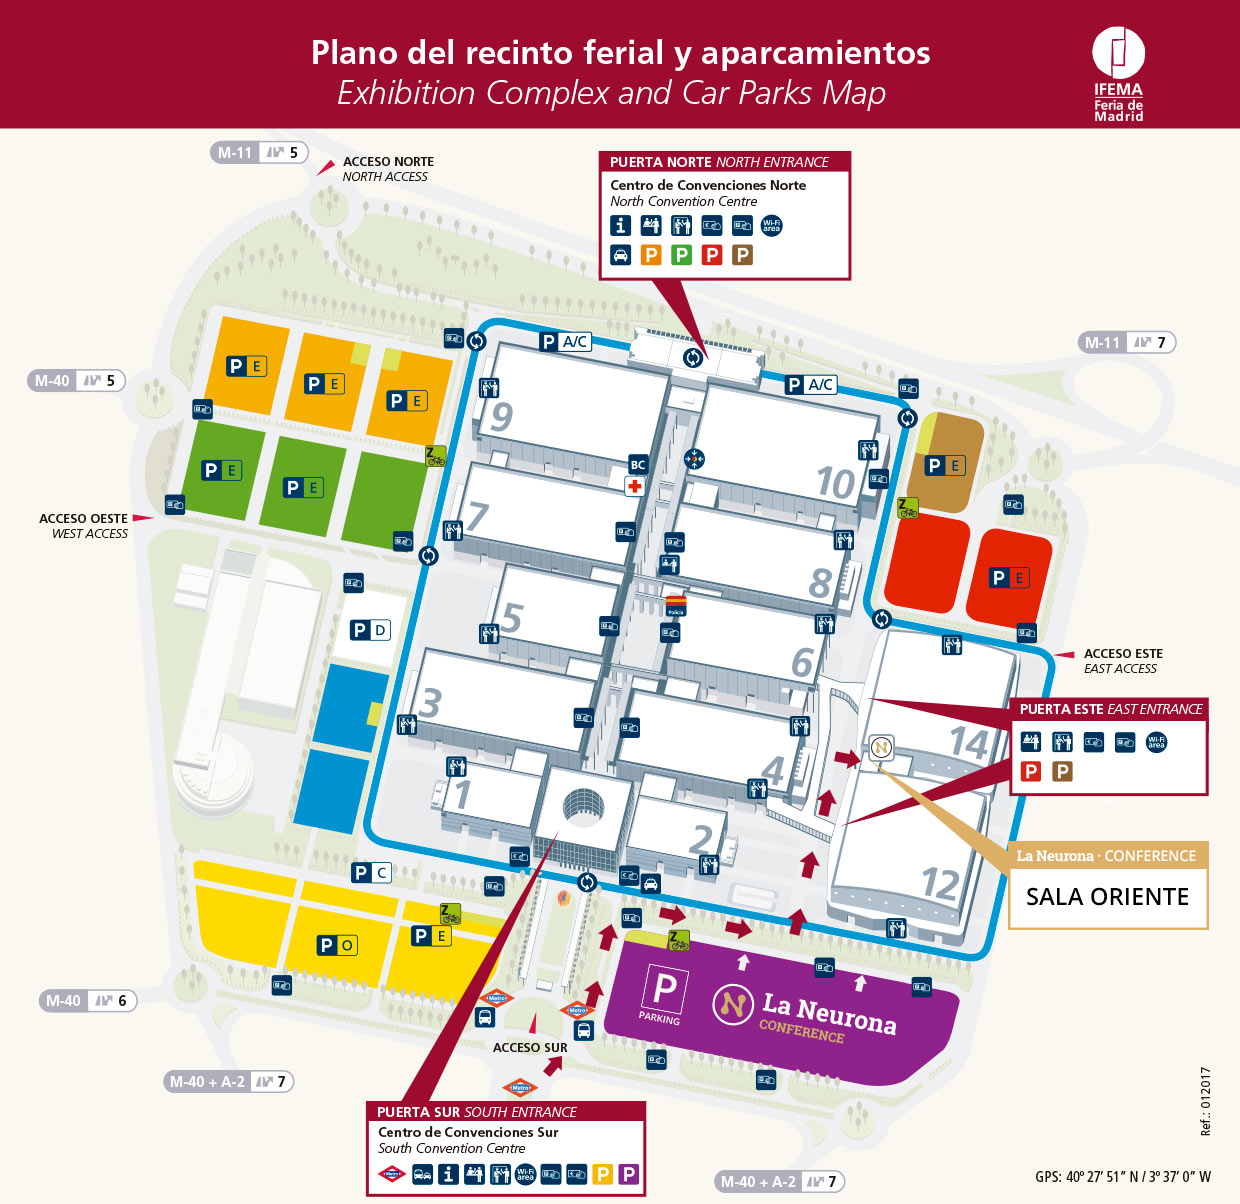 Plano del recinto ferial y aparcamientos
Exhibition Complex and Car Parks Map
IFEMA
Feria de
Madrid
M-11 5
ACCESO NORTE
NORTH ACCESS
PUERTA NORTE NORTH ENTRANCE
Centro de Convenciones Norte
North Convention Centre
i
Wi-Fi
area
P P P P
M-11 7
P A/C
P A/C
M-40 5
P E
P E
P E
9
10
BC
P E
P E
P E
Z
Z
7
8
ACCESO OESTE
WEST ACCESS
P E
Policía
5
6
P D
ACCESO ESTE
EAST ACCESS
3
4
14
N
PUERTA ESTE EAST ENTRANCE
Wi-Fi
area
P P
1
2
12
La Neurona · CONFERENCE
SALA ORIENTE
P C
Z
P E
P O
Z
P
PARKING
N
La Neurona
CONFERENCE
M-40 6
Metro
Metro
ACCESO SUR
Metro
M-40 + A-2 7
PUERTA SUR SOUTH ENTRANCE
Centro de Convenciones Sur
South Convention Centre
Metro
i
Wi-Fi
area
P P
M-40 + A-2 7
Ref.: 012017
GPS: 40º 27' 51'' N / 3º 37' 0'' W